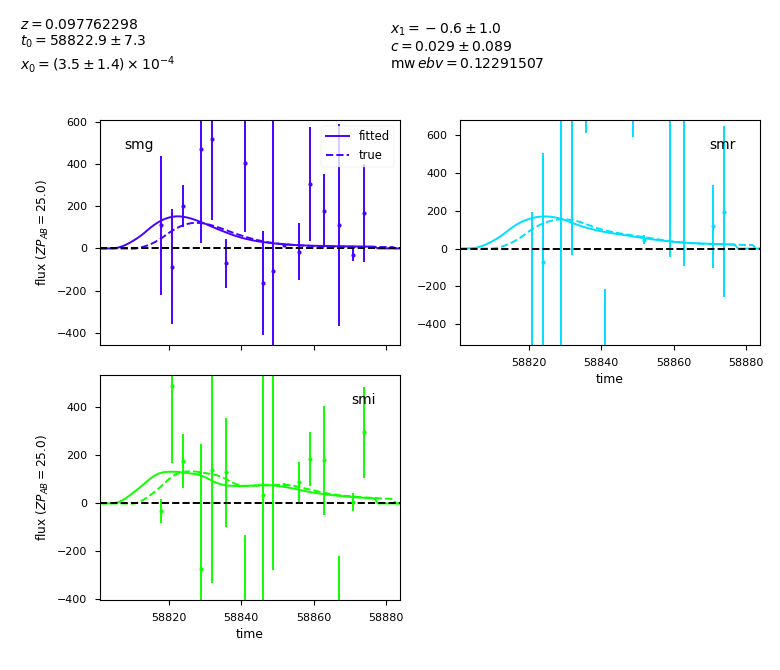 z = 0.097762298
t0 = 58822.9 ± 7.3
x0 = (3.5 ± 1.4) × 10^−4
x1 = −0.6 ± 1.0
c = 0.029 ± 0.089
mw ebv = 0.12291507
smg
fitted
true
600
400
200
0
−200
−400
flux (ZP_AB = 25.0)
smr
600
400
200
0
−200
−400
58820 58840 58860 58880
time
smi
400
200
0
−200
−400
flux (ZP_AB = 25.0)
58820 58840 58860 58880
time